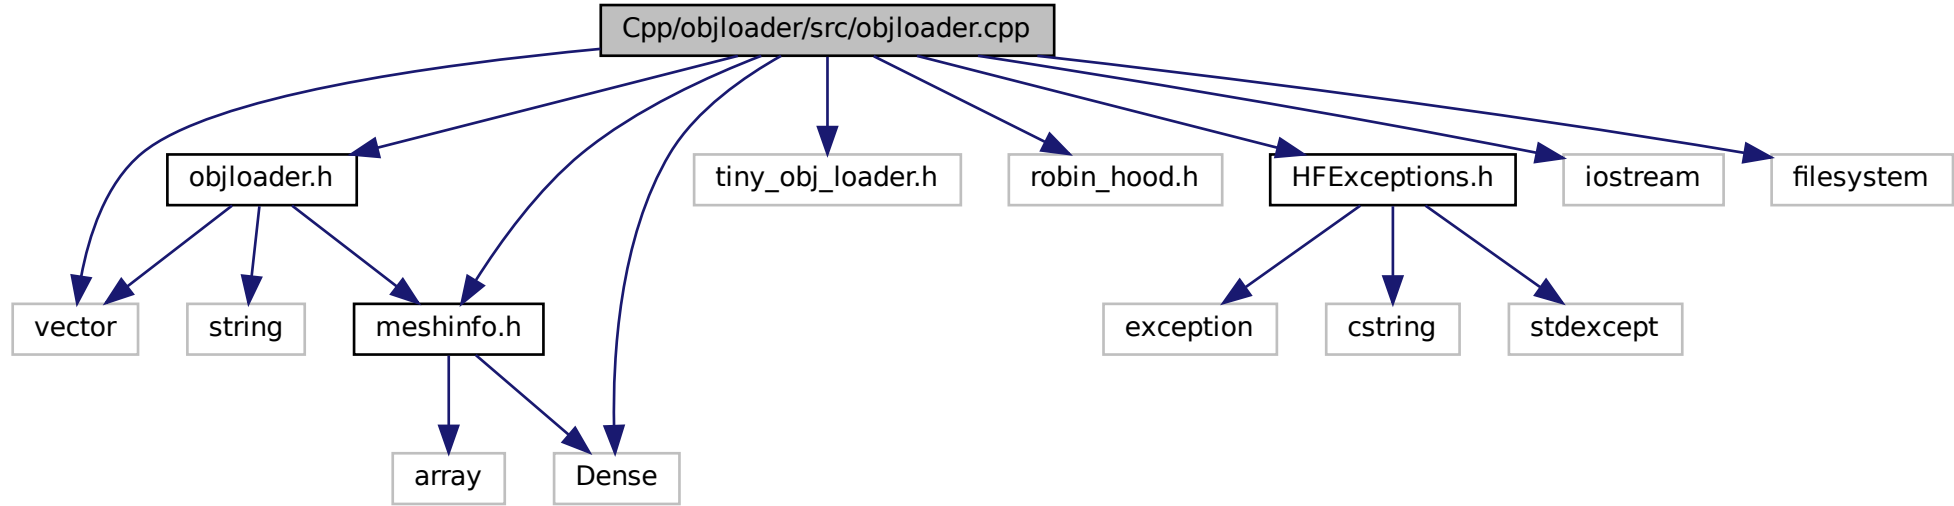 Cpp/objloader/src/objloader.cpp
objloader.h
tiny_obj_loader.h
robin_hood.h
HFExceptions.h
iostream
filesystem
vector
string
meshinfo.h
exception
cstring
stdexcept
array
Dense